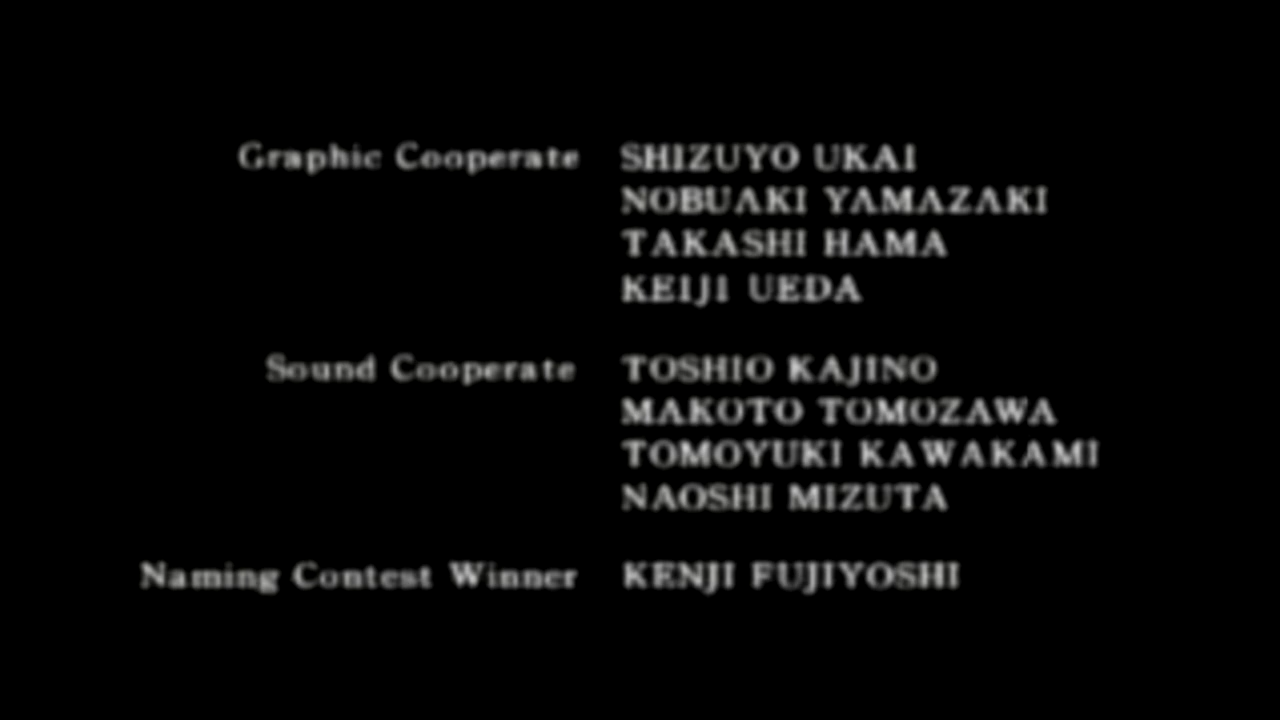 Graphic Cooperate SHIZUYO UKAI
NOBUAKI YAMAZAKI
TAKASHI HAMA
KEIJI UEDA
Sound Cooperate TOSHIO KAJINO
MAKOTO TOMOZAWA
TOMOYUKI KAWAKAMI
NAOSHI MIZUTA
Naming Contest Winner KENJI FUJIYOSHI